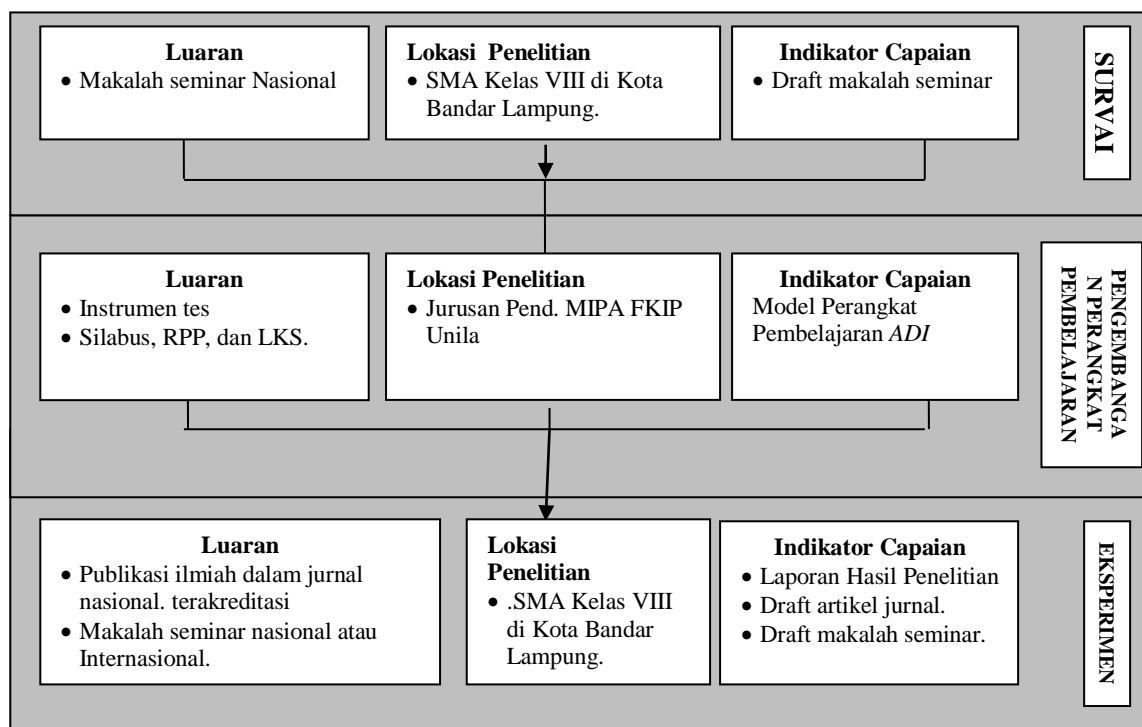 Luaran
• Makalah seminar Nasional
Lokasi  Penelitian
• SMA Kelas VIII di Kota
Bandar Lampung.
Indikator Capaian
• Draft makalah seminar
SURVAI
Luaran
• Instrumen tes
• Silabus, RPP, dan LKS.
Lokasi Penelitian
• Jurusan Pend. MIPA FKIP
Unila
Indikator Capaian
Model Perangkat
Pembelajaran ADI
PENGEMBANGA
N PERANGKAT
PEMBELAJARAN
Luaran
• Publikasi ilmiah dalam jurnal
nasional. terakreditasi
• Makalah seminar nasional atau
Internasional.
Lokasi
Penelitian
• .SMA Kelas VIII
di Kota Bandar
Lampung.
Indikator Capaian
• Laporan Hasil Penelitian
• Draft artikel jurnal.
• Draft makalah seminar.
EKSPERIMEN